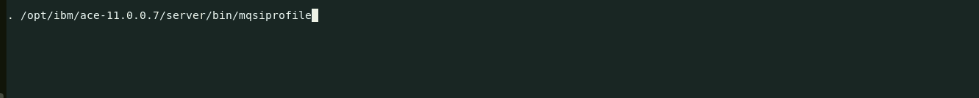 . /opt/ibm/ace-11.0.0.7/server/bin/mqsiprofile